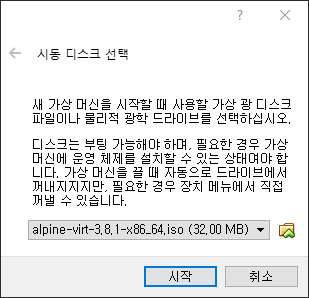 ?
시동 디스크 선택
새 가상 머신을 시작할 때 사용할 가상 광 디스크
파일이나 물리적 광학 드라이브를 선택하십시오.
디스크는 부팅 가능해야 하며, 필요한 경우 가상
머신에 운영 체제를 설치할 수 있는 상태여야 합
니다. 가상 머신을 끌 때 자동으로 드라이브에서
꺼내지지지만, 필요한 경우 장치 메뉴에서 직접
꺼낼 수 있습니다.
alpine-virt-3,8,1-x86_64,iso (32,00 MB)
시작 취소